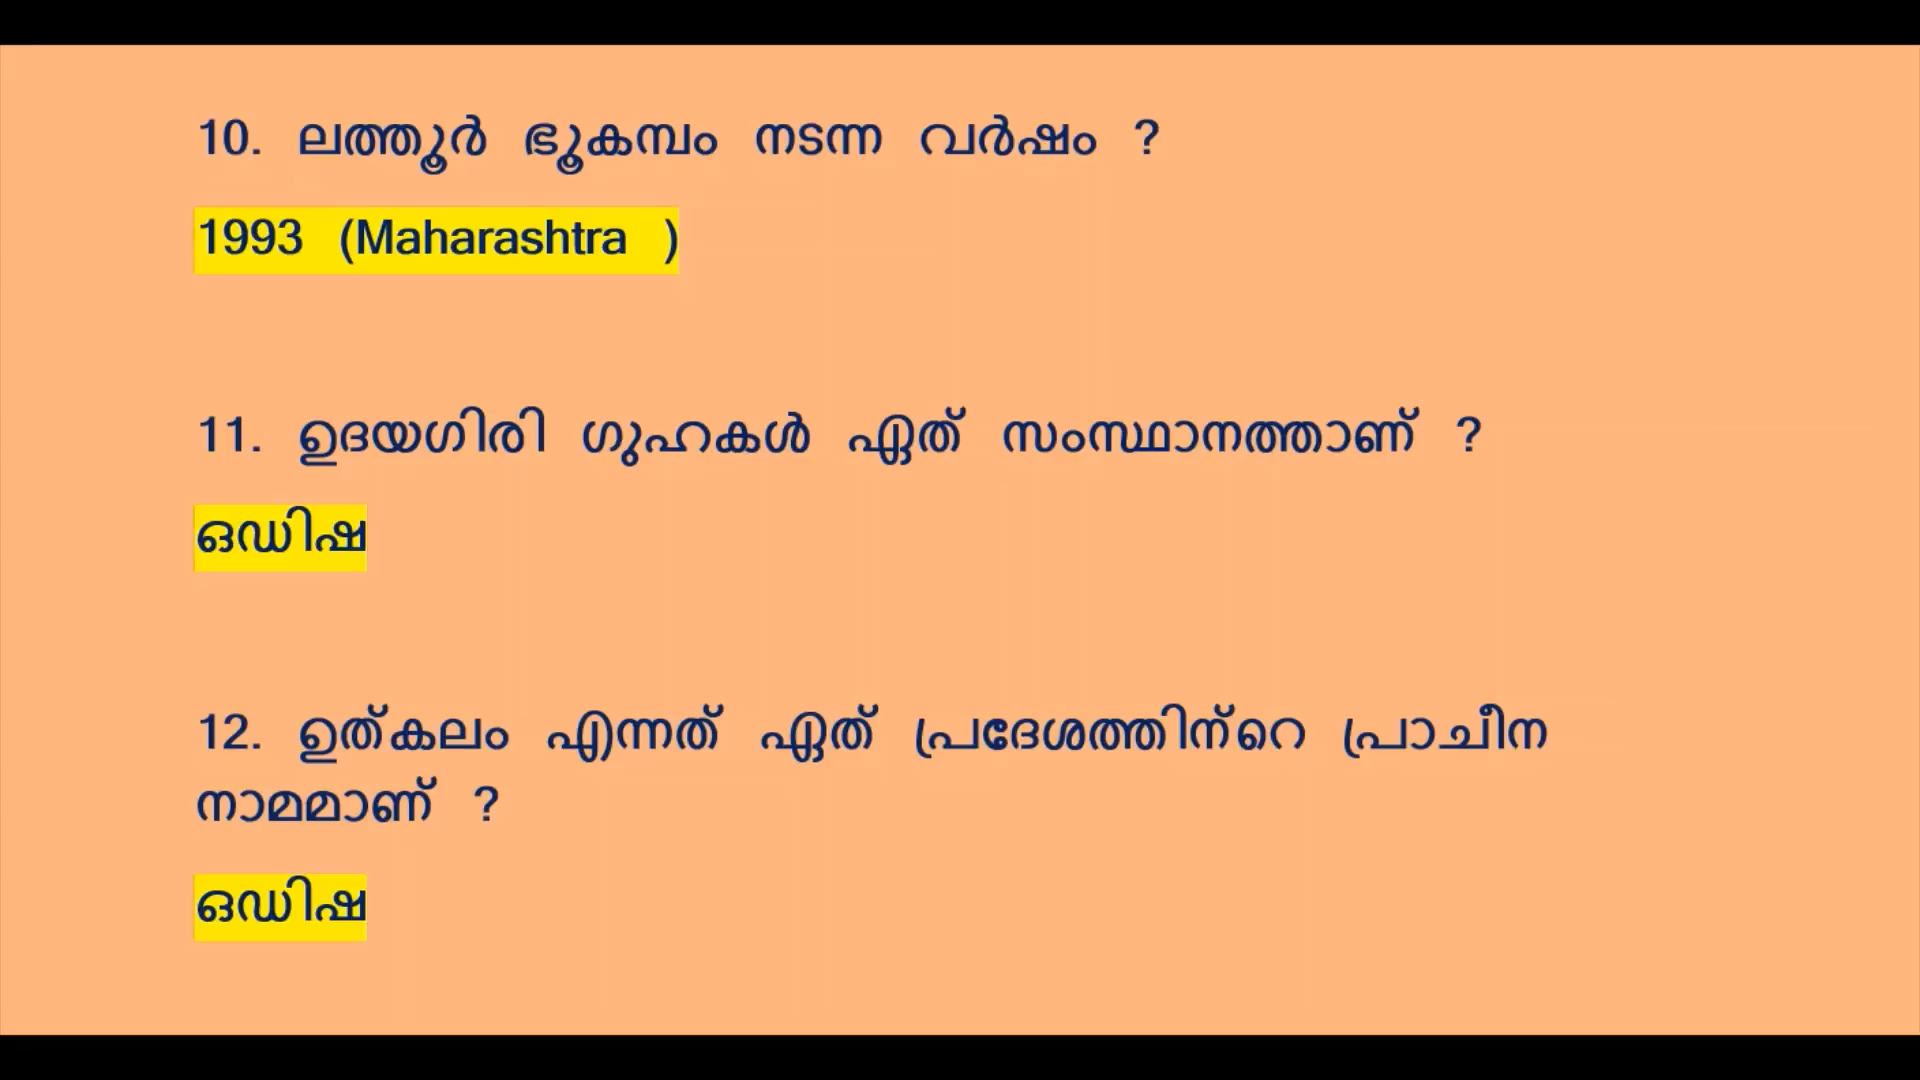 10. ലത്തൂർ ഭൂകമ്പം നടന്ന വർഷം ?
1993 (Maharashtra )
11. ഉദയഗിരി ഗുഹകൾ ഏത് സംസ്ഥാനത്താണ് ?
ഒഡിഷ
12. ഉത്കലം എന്നത് ഏത് പ്രദേശത്തിന്റെ പ്രാചീന
നാമമാണ് ?
ഒഡിഷ